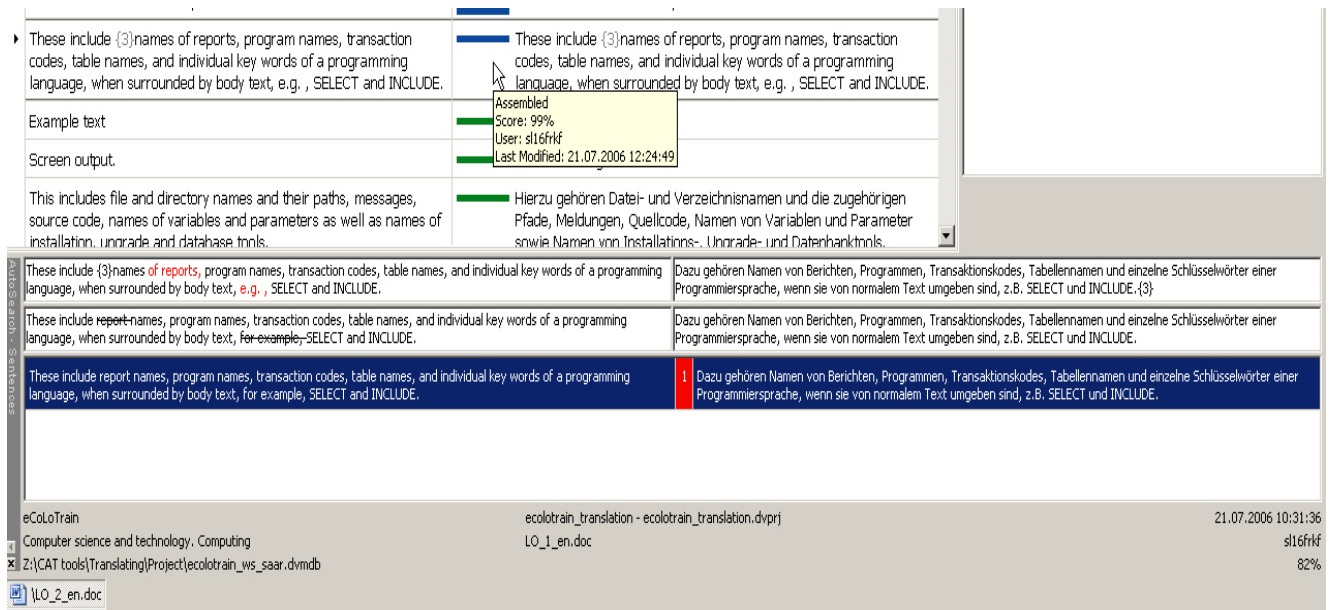 These include {3}names of reports, program names, transaction
codes, table names, and individual key words of a programming
language, when surrounded by body text, e.g. , SELECT and INCLUDE.
These include {3}names of reports, program names, transaction
codes, table names, and individual key words of a programming
language, when surrounded by body text, e.g. , SELECT and INCLUDE.
Assembled
Score: 99%
User: sl16frkf
Last Modified: 21.07.2006 12:24:49
Example text
Screen output.
This includes file and directory names and their paths, messages,
source code, names of variables and parameters as well as names of
installation, upgrade and database tools.
Hierzu gehören Datei- und Verzeichnisnamen und die zugehörigen
Pfade, Meldungen, Quellcode, Namen von Variablen und Parameter
sowie Namen von Installations-, Upgrade- und Datenbanktools.
AutoSearch - Sentences
These include {3}names of reports, program names, transaction codes, table names, and individual key words of a programming
language, when surrounded by body text, e.g. , SELECT and INCLUDE.
Dazu gehören Namen von Berichten, Programmen, Transaktionskodes, Tabellennamen und einzelne Schlüsselwörter einer
Programmiersprache, wenn sie von normalem Text umgeben sind, z.B. SELECT und INCLUDE.{3}
These include report names, program names, transaction codes, table names, and individual key words of a programming
language, when surrounded by body text, for example, SELECT and INCLUDE.
Dazu gehören Namen von Berichten, Programmen, Transaktionskodes, Tabellennamen und einzelne Schlüsselwörter einer
Programmiersprache, wenn sie von normalem Text umgeben sind, z.B. SELECT und INCLUDE.
These include report names, program names, transaction codes, table names, and individual key words of a programming
language, when surrounded by body text, for example, SELECT and INCLUDE.
1
Dazu gehören Namen von Berichten, Programmen, Transaktionskodes, Tabellennamen und einzelne Schlüsselwörter einer
Programmiersprache, wenn sie von normalem Text umgeben sind, z.B. SELECT und INCLUDE.
eCoLoTrain
ecolotrain_translation - ecolotrain_translation.dvprj
21.07.2006 10:31:36
Computer science and technology. Computing
LO_1_en.doc
sl16frkf
Z:\CAT tools\Translating\Project\ecolotrain_ws_saar.dvmdb
82%
\LO_2_en.doc